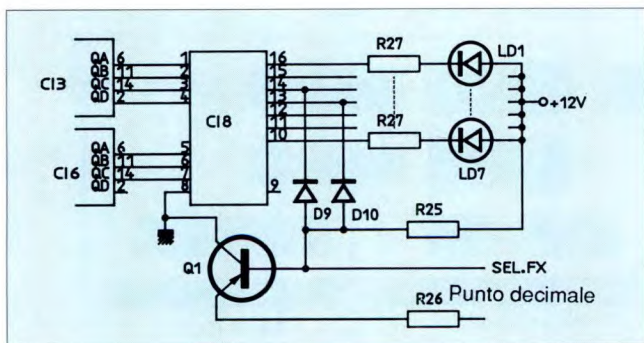 CI3
QA 6
QB 11
QC 14
QD 2
CI6
QA 6
QB 11
QC 14
QD 2
CI8
1
2
3
4
5
6
7
8
16
15
14
13
12
11
10
9
R27
LD1
+12V
R27
LD7
D9
D10
R25
Q1
SEL.FX
R26
Punto decimale